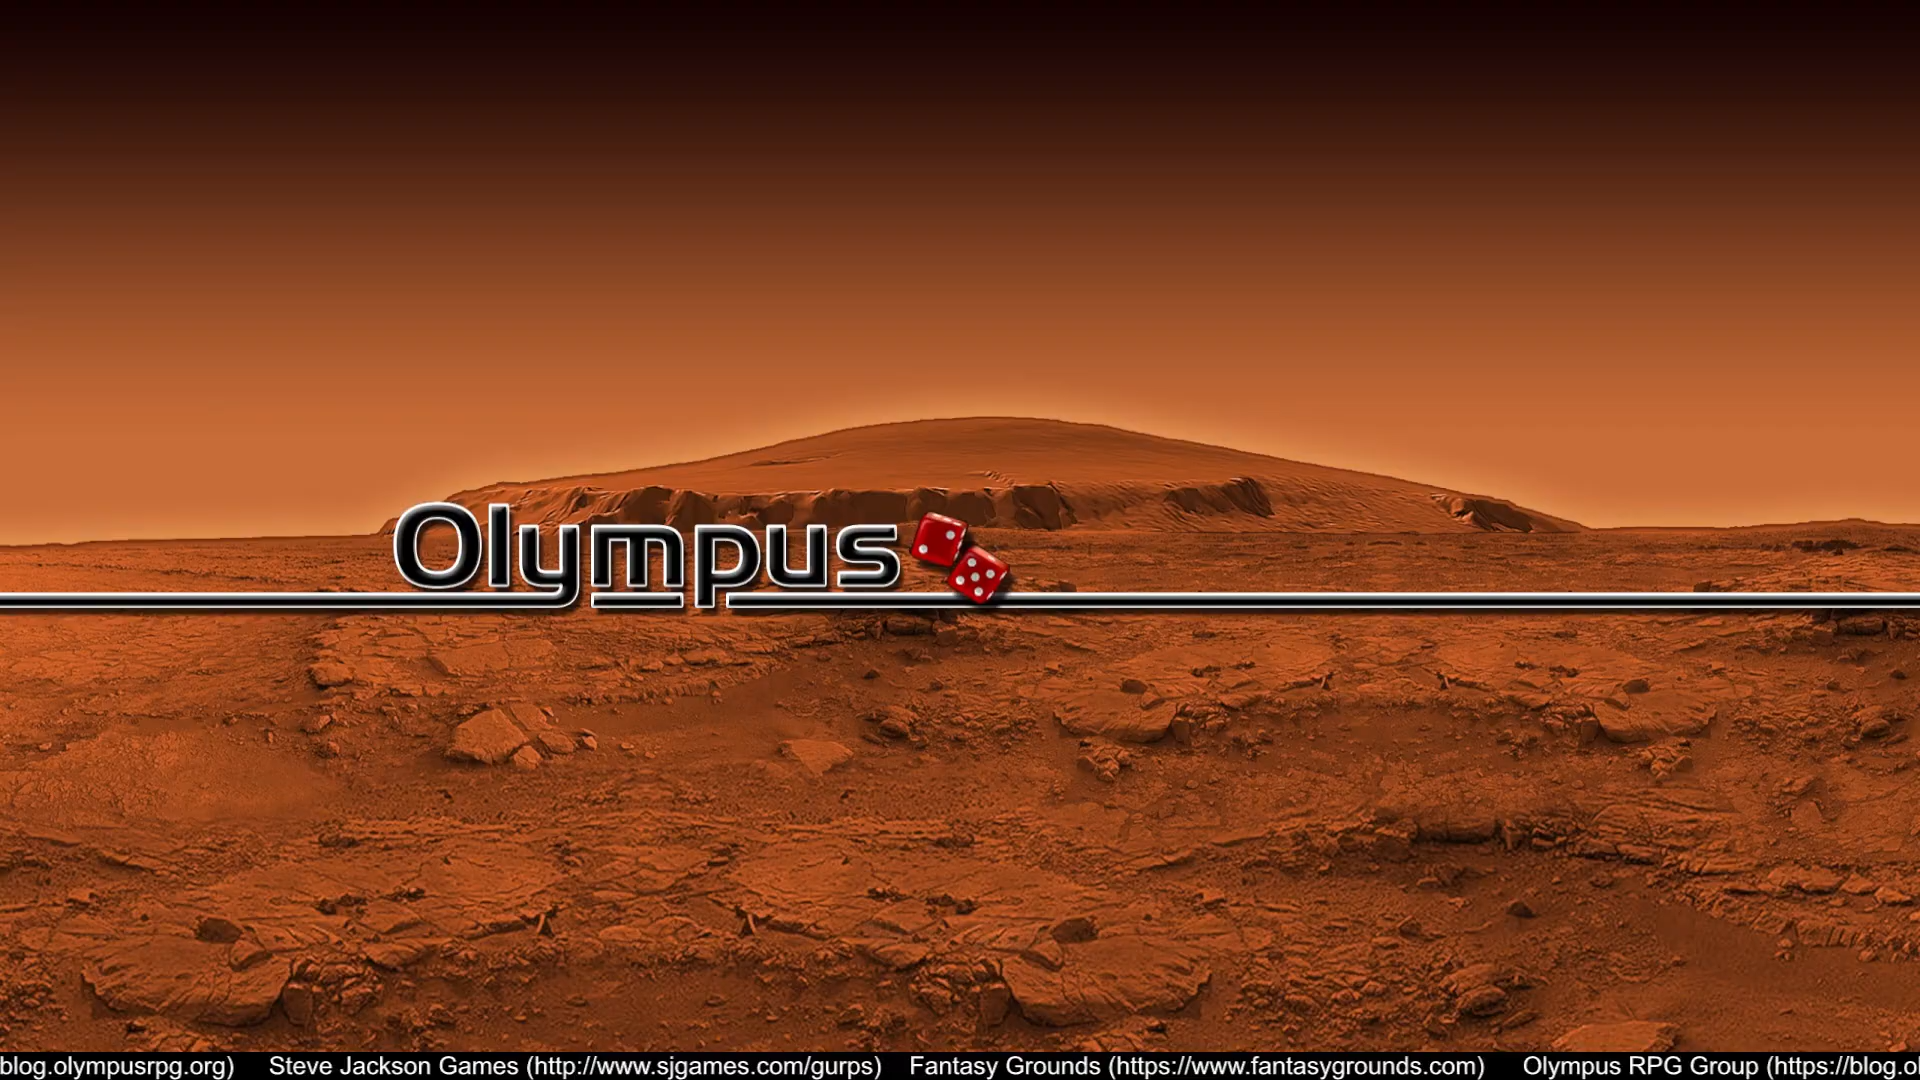 Olympus
blog.olympusrpg.org) Steve Jackson Games (http://www.sjgames.com/gurps) Fantasy Grounds (https://www.fantasygrounds.com) Olympus RPG Group (https://blog.ol